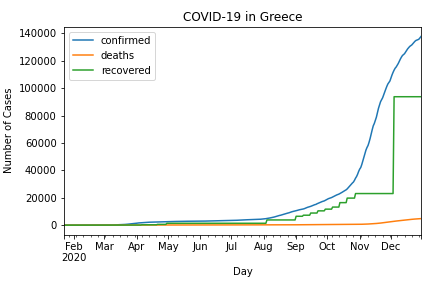 COVID-19 in Greece
confirmed
deaths
recovered
Number of Cases
140000
120000
100000
80000
60000
40000
20000
0
Feb Mar Apr May Jun Jul Aug Sep Oct Nov Dec
2020
Day